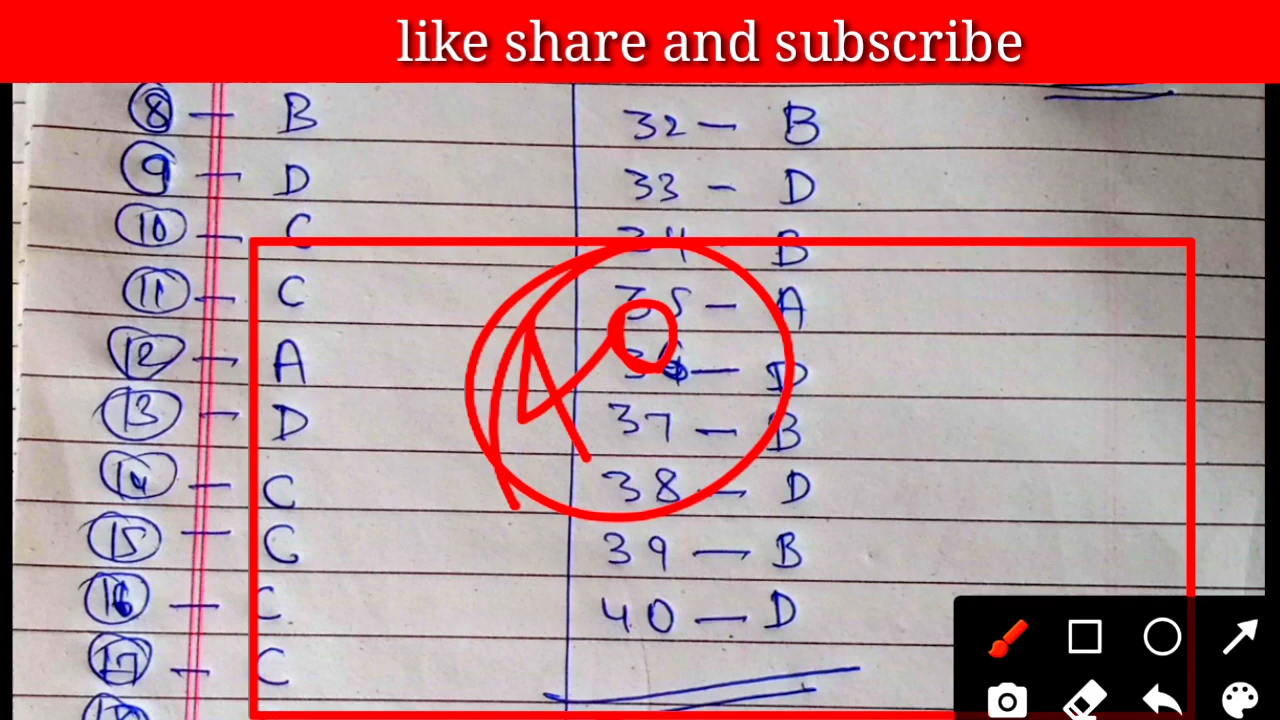 like share and subscribe
8 — B
9 — D
10 — C
11 — C
12 — A
13 — D
14 — C
15 — C
16 — C
17 — C
32 — B
33 — D
34 B
35 — A
36 — D
37 — B
38 — D
39 — B
40 — D
40